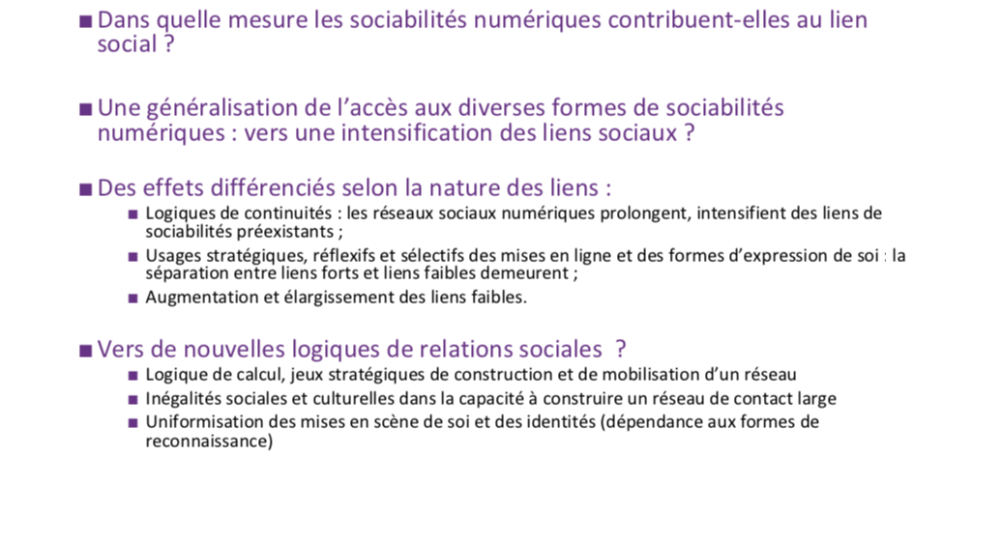 ■ Dans quelle mesure les sociabilités numériques contribuent-elles au lien
social ?
■ Une généralisation de l’accès aux diverses formes de sociabilités
numériques : vers une intensification des liens sociaux ?
■ Des effets différenciés selon la nature des liens :
■ Logiques de continuités : les réseaux sociaux numériques prolongent, intensifient des liens de
sociabilités préexistants ;
■ Usages stratégiques, réflexifs et sélectifs des mises en ligne et des formes d’expression de soi : la
séparation entre liens forts et liens faibles demeurent ;
■ Augmentation et élargissement des liens faibles.
■ Vers de nouvelles logiques de relations sociales ?
■ Logique de calcul, jeux stratégiques de construction et de mobilisation d’un réseau
■ Inégalités sociales et culturelles dans la capacité à construire un réseau de contact large
■ Uniformisation des mises en scène de soi et des identités (dépendance aux formes de
reconnaissance)